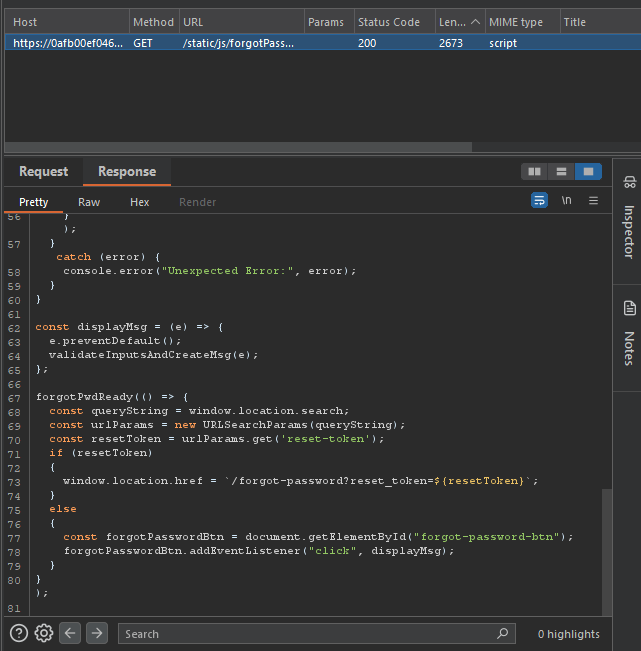 Host Method URL Params Status Code Len... MIME type Title
https://0afb00ef046... GET /static/js/forgotPass... 200 2673 script
Request Response
Pretty Raw Hex Render \n
Inspector
Notes
56 }
);
57 }
catch (error) {
58 console.error("Unexpected Error:", error);
59 }
60 }
61
62 const displayMsg = (e) => {
63 e.preventDefault();
64 validateInputsAndCreateMsg(e);
65 };
66
67 forgotPwdReady(() => {
68 const queryString = window.location.search;
69 const urlParams = new URLSearchParams(queryString);
70 const resetToken = urlParams.get('reset-token');
71 if (resetToken)
72 {
73 window.location.href = `/forgot-password?reset_token=${resetToken}`;
74 }
75 else
76 {
77 const forgotPasswordBtn = document.getElementById("forgot-password-btn");
78 forgotPasswordBtn.addEventListener("click", displayMsg);
79 }
80 }
);
81
Search 0 highlights